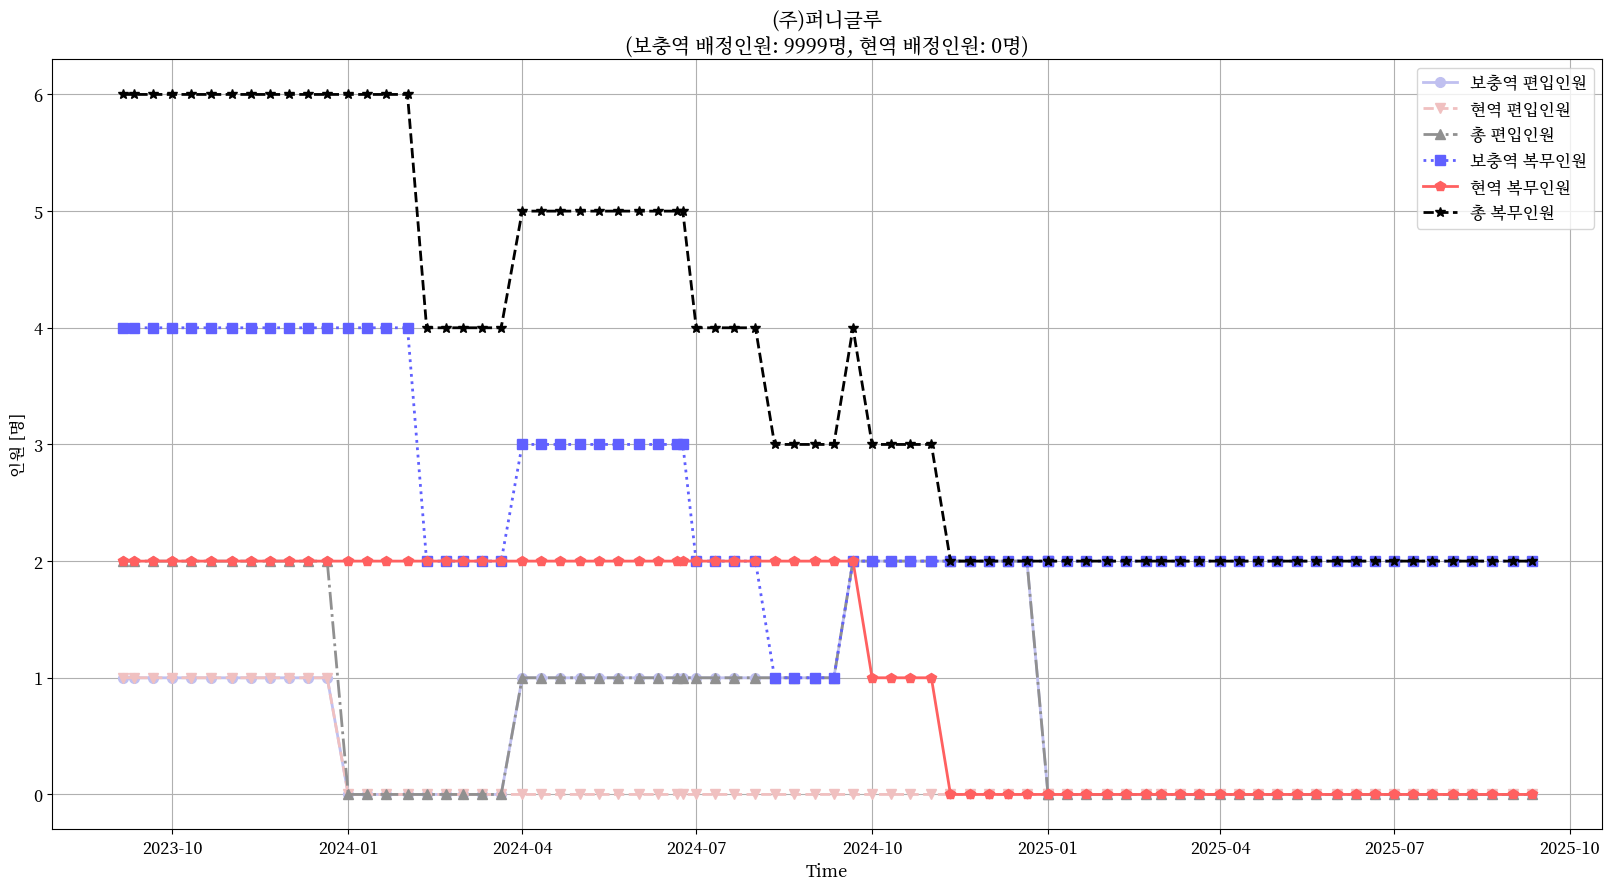 (주)퍼니글루
(보충역 배정인원: 9999명, 현역 배정인원: 0명)
보충역 편입인원
현역 편입인원
총 편입인원
보충역 복무인원
현역 복무인원
총 복무인원
인원 [명]
6
5
4
3
2
1
0
2023-10
2024-01
2024-04
2024-07
2024-10
2025-01
2025-04
2025-07
2025-10
Time